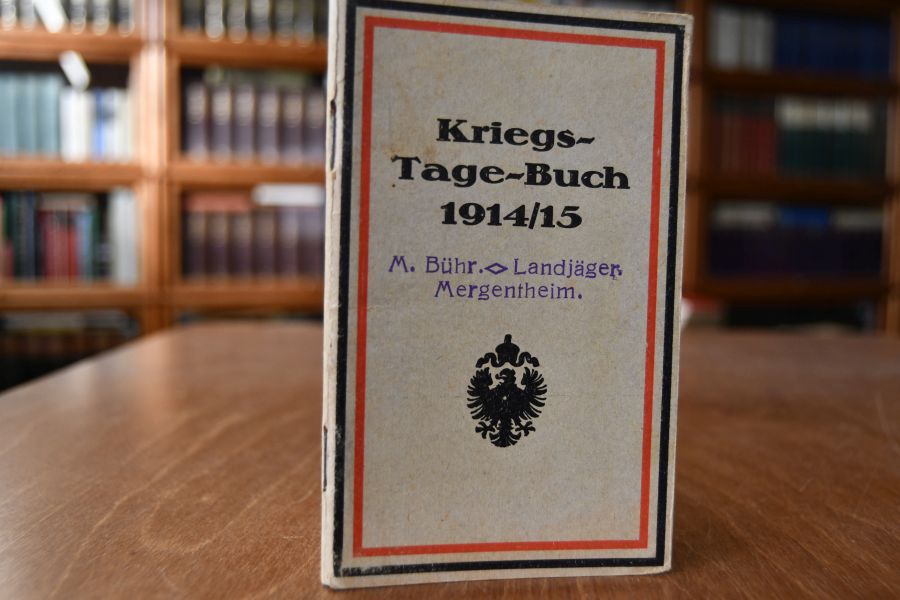 Kriegs-
Tage-Buch
1914/15
M. Bühr. Landjäger,
Mergentheim.